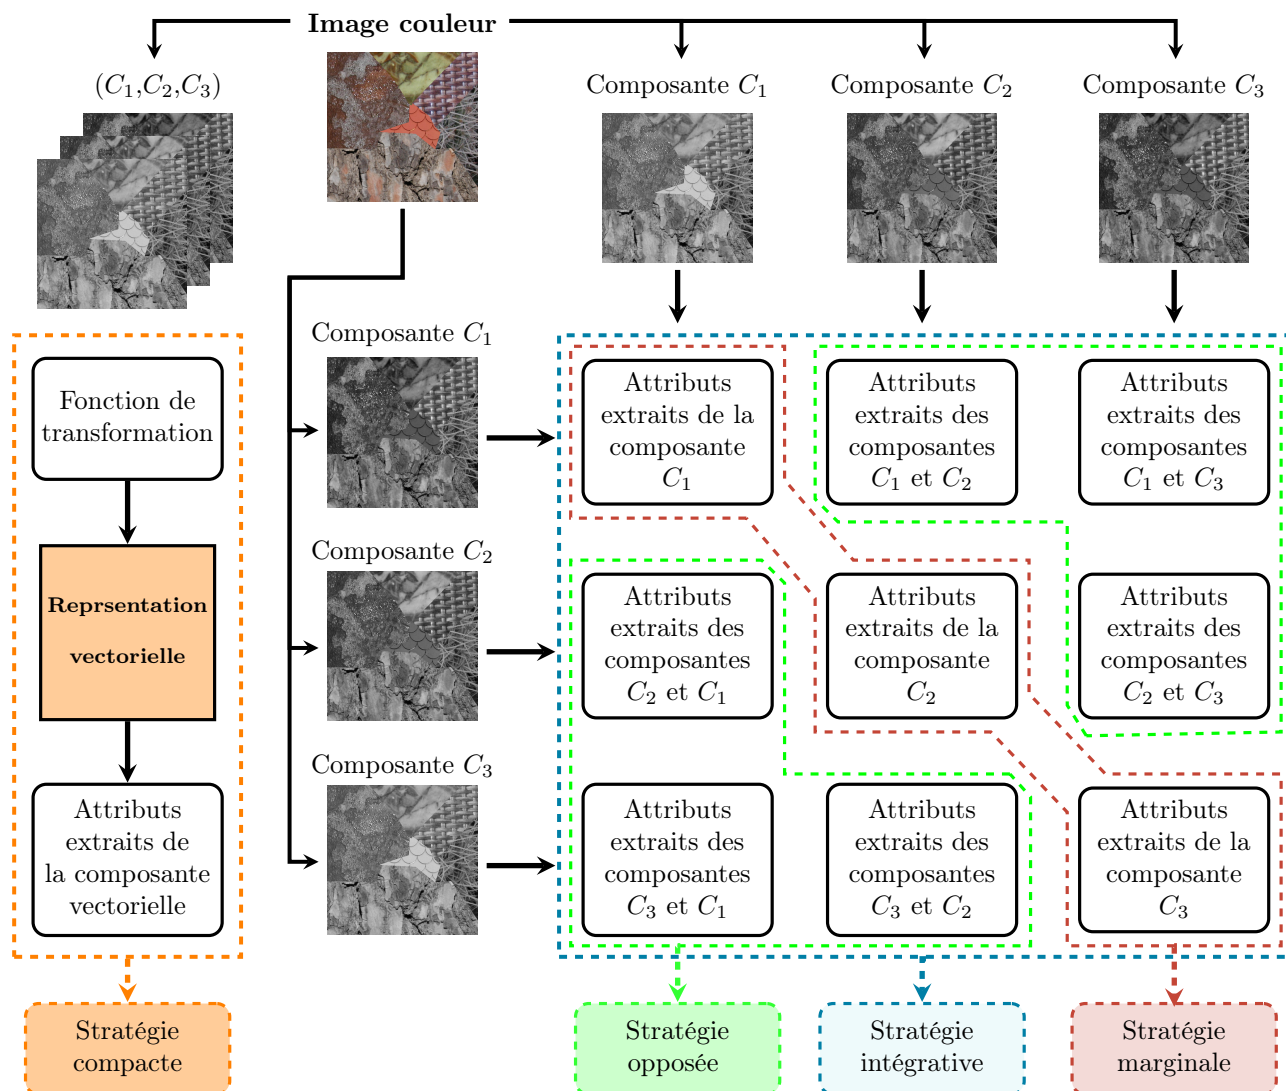 Image couleur
(C₁,C₂,C₃)
Composante C₁
Composante C₂
Composante C₃
Composante C₁
Fonction de
transformation
Attributs
extraits de la
composante
C₁
Attributs
extraits des
composantes
C₁ et C₂
Attributs
extraits des
composantes
C₁ et C₃
Composante C₂
Reprsentation
vectorielle
Attributs
extraits des
composantes
C₂ et C₁
Attributs
extraits de la
composante
C₂
Attributs
extraits des
composantes
C₂ et C₃
Composante C₃
Attributs
extraits de
la composante
vectorielle
Attributs
extraits des
composantes
C₃ et C₁
Attributs
extraits des
composantes
C₃ et C₂
Attributs
extraits de la
composante
C₃
Stratégie
compacte
Stratégie
opposée
Stratégie
intégrative
Stratégie
marginale